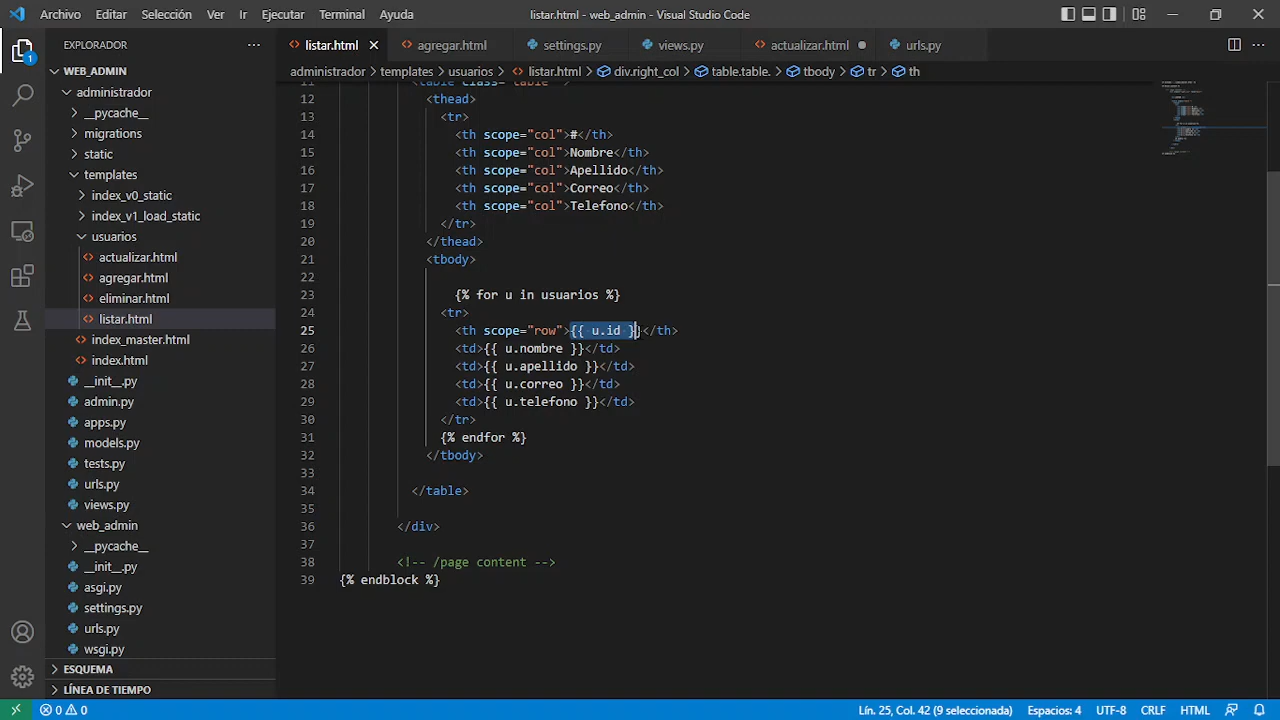 Archivo Editar Selección Ver Ir Ejecutar Terminal Ayuda listar.html - web_admin - Visual Studio Code
EXPLORADOR
1
WEB_ADMIN
administrador
__pycache__
migrations
static
templates
index_v0_static
index_v1_load_static
usuarios
actualizar.html
agregar.html
eliminar.html
listar.html
index_master.html
index.html
__init__.py
admin.py
apps.py
models.py
tests.py
urls.py
views.py
web_admin
__pycache__
__init__.py
asgi.py
settings.py
urls.py
wsgi.py
ESQUEMA
LÍNEA DE TIEMPO
listar.html agregar.html settings.py views.py actualizar.html urls.py
administrador > templates > usuarios > listar.html > div.right_col > table.table. > tbody > tr > th
11 <table class="table">
12 <thead>
13 <tr>
14 <th scope="col">#</th>
15 <th scope="col">Nombre</th>
16 <th scope="col">Apellido</th>
17 <th scope="col">Correo</th>
18 <th scope="col">Telefono</th>
19 </tr>
20 </thead>
21 <tbody>
22
23 {% for u in usuarios %}
24 <tr>
25 <th scope="row">{{ u.id }}</th>
26 <td>{{ u.nombre }}</td>
27 <td>{{ u.apellido }}</td>
28 <td>{{ u.correo }}</td>
29 <td>{{ u.telefono }}</td>
30 </tr>
31 {% endfor %}
32 </tbody>
33
34 </table>
35
36 </div>
37
38 <!-- /page content -->
39 {% endblock %}
0 0 Lín. 25, Col. 42 (9 seleccionada) Espacios: 4 UTF-8 CRLF HTML